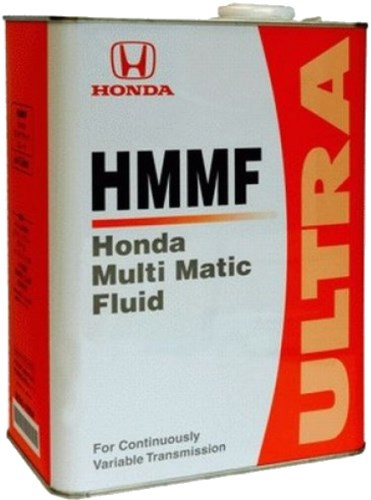 HONDA
HMMF
Honda
Multi Matic
Fluid
For Continuously
Variable Transmission
ULTRA